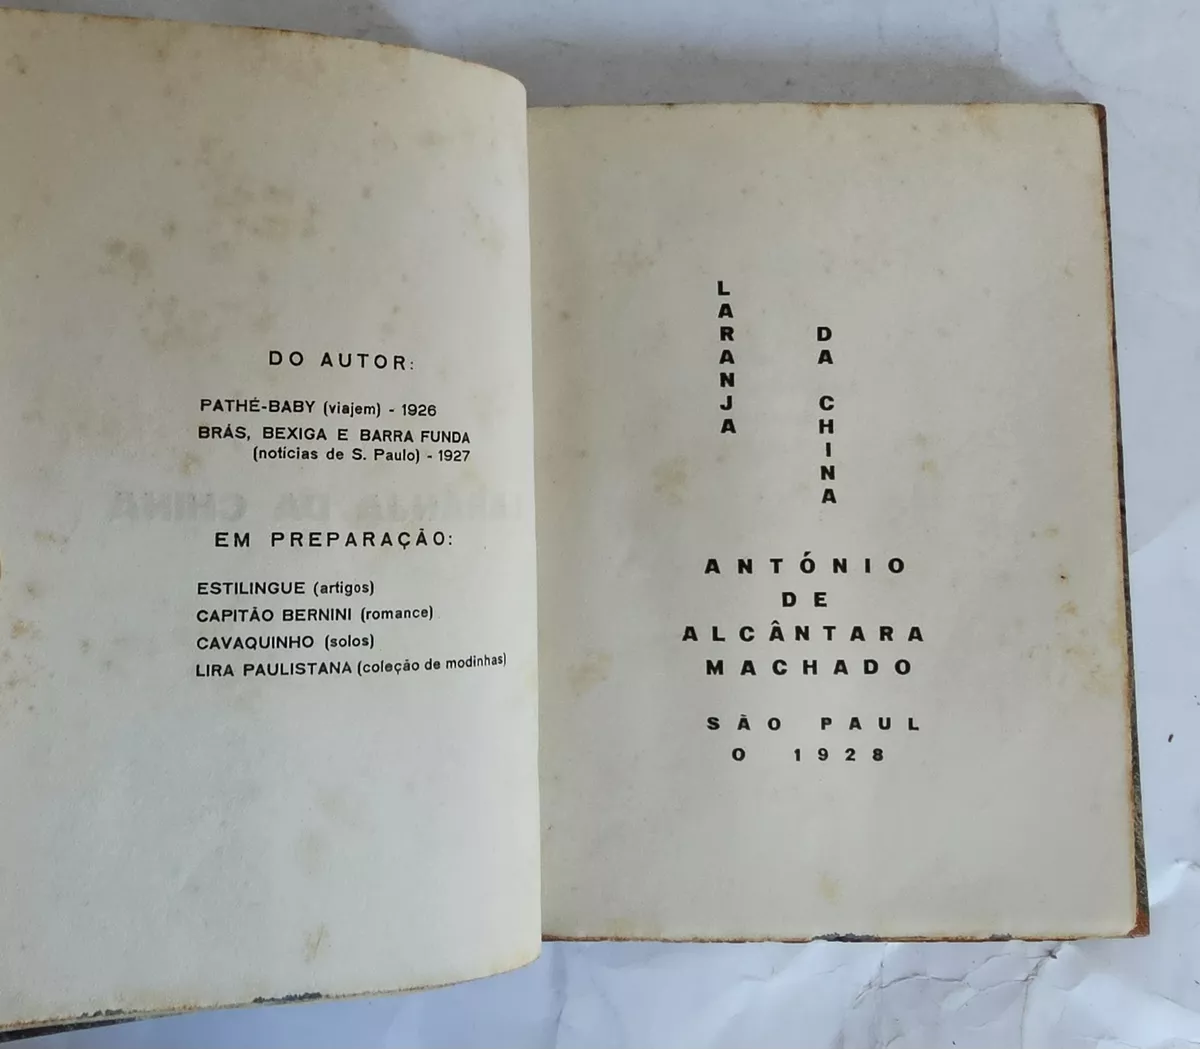 DO AUTOR:
PATHÉ-BABY (viajem) - 1926
BRÁS, BEXIGA E BARRA FUNDA
(notícias de S. Paulo) - 1927
EM PREPARAÇÃO:
ESTILINGUE (artigos)
CAPITÃO BERNINI (romance)
CAVAQUINHO (solos)
LIRA PAULISTANA (coleção de modinhas)
LARANJA
DA CHINA
ANTÓNIO
DE
ALCÂNTARA
MACHADO
SÃO PAUL
O 1928